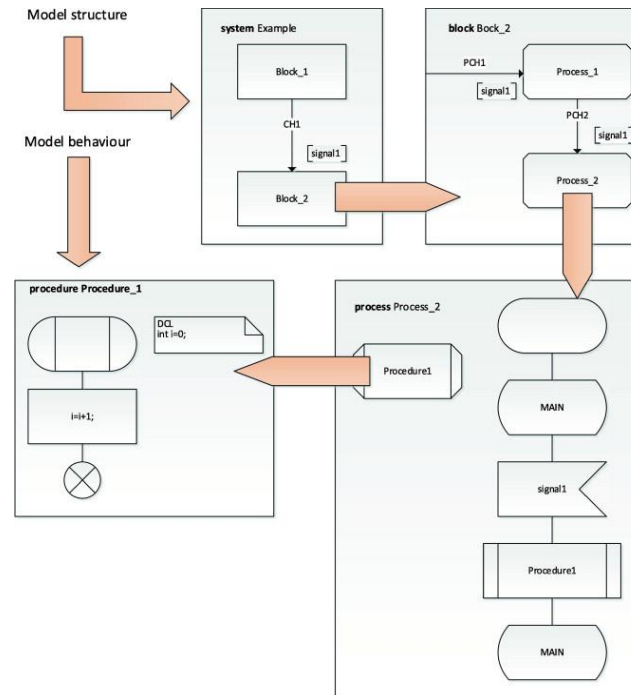 Model structure
system Example
Block_1
CH1
[signal1]
Block_2
block Bock_2
PCH1
[signal1]
Process_1
PCH2
[signal1]
Process_2
Model behaviour
procedure Procedure_1
DCL
int i=0;
i=i+1;
process Process_2
Procedure1
MAIN
signal1
Procedure1
MAIN